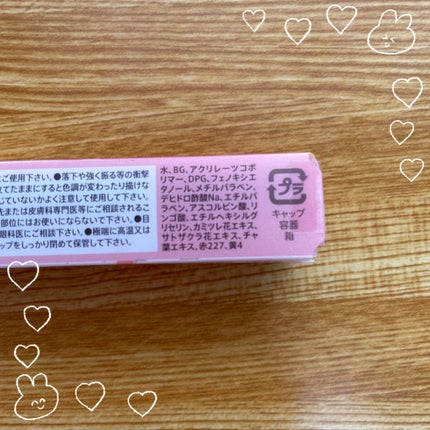 ご使用下さい。●落下や強く振る等の衝撃
立てたままにすると色調が変わったり描けな
じていないかよく注意して使用して下さい。
先または皮膚科専門医等にご相談されるこ
部位にはお使いにならないで下さい。●目
眼科医にご相談下さい。●極端に高温又は
ップをしっかり閉めて保管して下さい。
水、BG、アクリレーツコポ
リマー、DPG、フェノキシエ
タノール、メチルパラベン、
デヒドロ酢酸Na、エチルパ
ラベン、アスコルビン酸、リ
ンゴ酸、エチルヘキシルグ
リセリン、カミツレ花エキス、
サトザクラ花エキス、チャ
葉エキス、赤227、黄4
プラ
キャップ
容器
箱